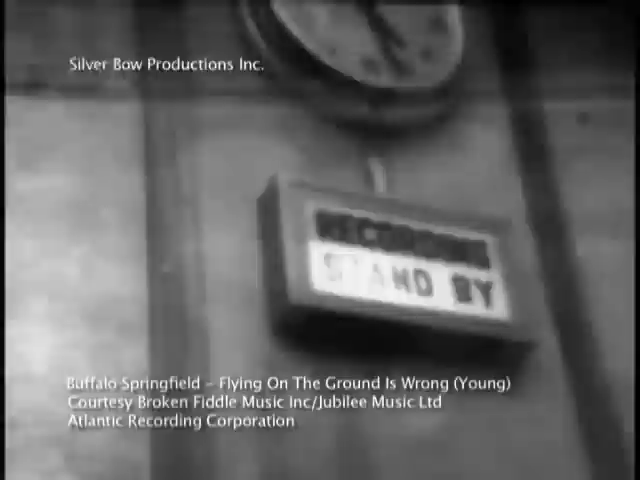 Silver Bow Productions Inc.
RECORDING
STAND BY
Buffalo Springfield – Flying On The Ground Is Wrong (Young)
Courtesy Broken Fiddle Music Inc/Jubilee Music Ltd
Atlantic Recording Corporation